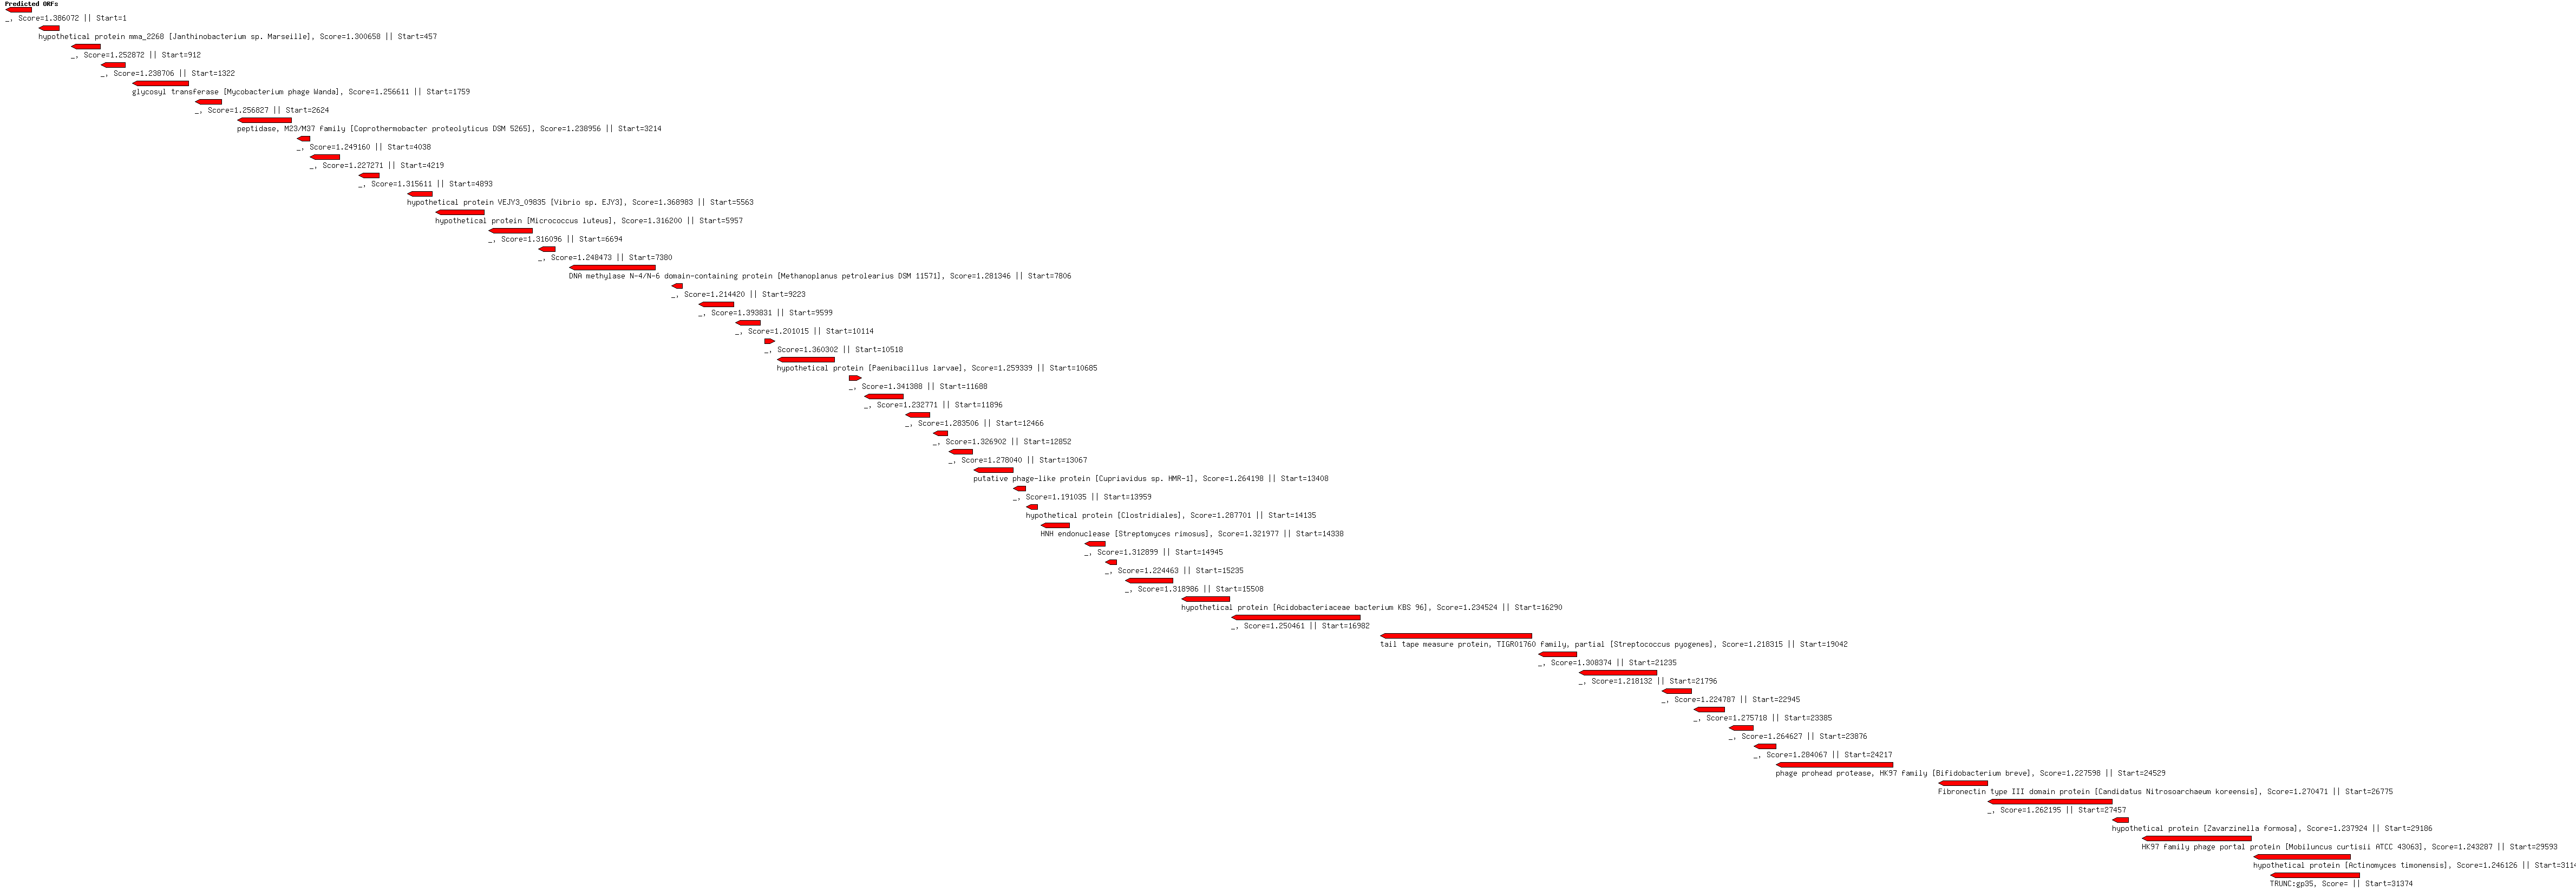 Predicted ORFs
_, Score=1.386072 || Start=1
hypothetical protein mma_2268 [Janthinobacterium sp. Marseille], Score=1.300658 || Start=457
_, Score=1.252872 || Start=912
_, Score=1.238706 || Start=1322
glycosyl transferase [Mycobacterium phage Wanda], Score=1.256611 || Start=1759
_, Score=1.256827 || Start=2624
peptidase, M23/M37 family [Coprothermobacter proteolyticus DSM 5265], Score=1.238956 || Start=3214
_, Score=1.249160 || Start=4038
_, Score=1.227271 || Start=4219
_, Score=1.315611 || Start=4893
hypothetical protein VEJY3_09835 [Vibrio sp. EJY3], Score=1.368983 || Start=5563
hypothetical protein [Micrococcus luteus], Score=1.316200 || Start=5957
_, Score=1.316096 || Start=6694
_, Score=1.248473 || Start=7380
DNA methylase N-4/N-6 domain-containing protein [Methanoplanus petrolearius DSM 11571], Score=1.281346 || Start=7806
_, Score=1.214420 || Start=9223
_, Score=1.393831 || Start=9599
_, Score=1.201015 || Start=10114
_, Score=1.360302 || Start=10518
hypothetical protein [Paenibacillus larvae], Score=1.259339 || Start=10685
_, Score=1.341388 || Start=11688
_, Score=1.232771 || Start=11896
_, Score=1.283506 || Start=12466
_, Score=1.326902 || Start=12852
_, Score=1.278040 || Start=13067
putative phage-like protein [Cupriavidus sp. HMR-1], Score=1.264198 || Start=13408
_, Score=1.191035 || Start=13959
hypothetical protein [Clostridiales], Score=1.287701 || Start=14135
HNH endonuclease [Streptomyces rimosus], Score=1.321977 || Start=14338
_, Score=1.312899 || Start=14945
_, Score=1.224463 || Start=15235
_, Score=1.318986 || Start=15508
hypothetical protein [Acidobacteriaceae bacterium KBS 96], Score=1.234524 || Start=16290
_, Score=1.250461 || Start=16982
tail tape measure protein, TIGR01760 family, partial [Streptococcus pyogenes], Score=1.218315 || Start=19042
_, Score=1.308374 || Start=21235
_, Score=1.218132 || Start=21796
_, Score=1.224787 || Start=22945
_, Score=1.275718 || Start=23385
_, Score=1.264627 || Start=23876
_, Score=1.284067 || Start=24217
phage prohead protease, HK97 family [Bifidobacterium breve], Score=1.227598 || Start=24529
Fibronectin type III domain protein [Candidatus Nitrosoarchaeum koreensis], Score=1.270471 || Start=26775
_, Score=1.262195 || Start=27457
hypothetical protein [Zavarzinella formosa], Score=1.237924 || Start=29186
HK97 family phage portal protein [Mobiluncus curtisii ATCC 43063], Score=1.243287 || Start=29593
hypothetical protein [Actinomyces timonensis], Score=1.246126 || Start=3114
TRUNC:gp35, Score= || Start=31374